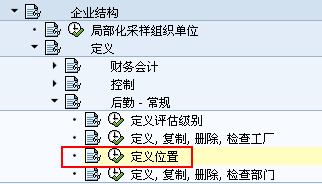 企业结构
局部化采样组织单位
定义
财务会计
控制
后勤 - 常规
定义评估级别
定义, 复制, 删除, 检查工厂
定义位置
定义, 复制, 删除, 检查部门